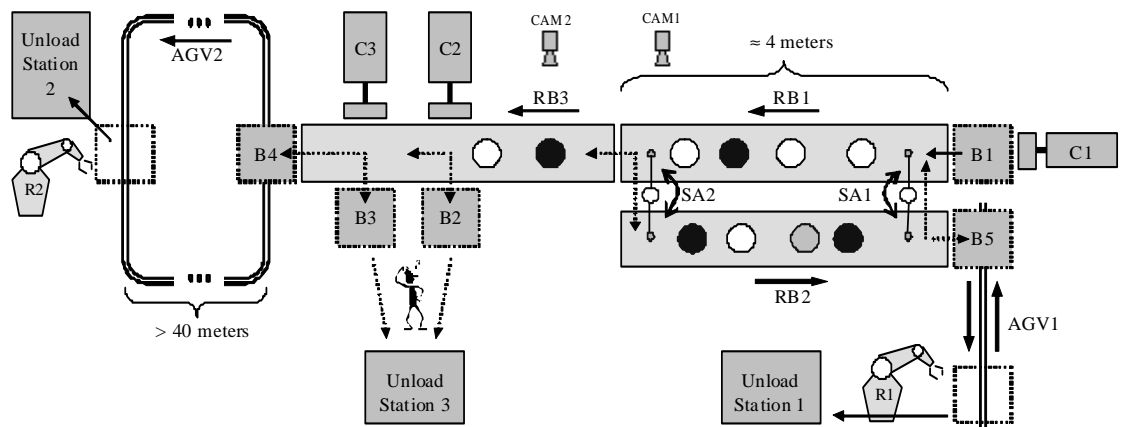 CAM 2
CAM1
Unload
Station
2
AGV2
C3
C2
≈ 4 meters
RB3
RB1
R2
B4
B1
C1
B3
B2
SA2
SA1
B5
RB2
> 40 meters
AGV1
Unload
Station 3
Unload
Station 1
R1